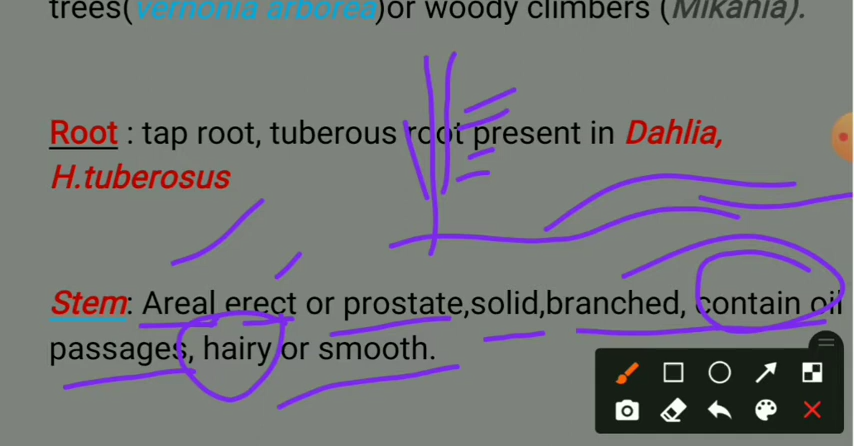 trees(vernonia arborea)or woody climbers (Mikania).
Root : tap root, tuberous root present in Dahlia,
H.tuberosus
Stem: Areal erect or prostate,solid,branched, contain oil
passages, hairy or smooth.